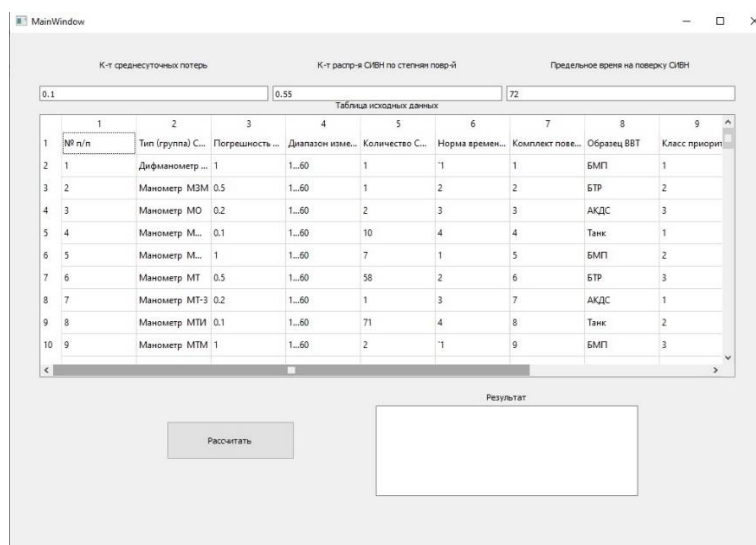 MainWindow
К-т среднесуточных потерь К-т распр-я СИВН по степням повр-й Предельное время на поверку СИВН
0.1 0.55 72
Таблица исходных данных
1 2 3 4 5 6 7 8 9
1 № п/п Тип (группа) С... Погрешность ... Диапазон изме... Количество С... Норма времен... Комплект пове... Образец ВВТ Класс приорит
2 1 Дифманометр ... 1 1...60 1 `1 1 БМП 1
3 2 Манометр МЗМ 0.5 1...60 1 2 2 БТР 2
4 3 Манометр МО 0.2 1...60 2 3 3 АКДС 3
5 4 Манометр М... 0.1 1...60 10 4 4 Танк 1
6 5 Манометр М... 1 1...60 7 1 5 БМП 2
7 6 Манометр МТ 0.5 1...60 58 2 6 БТР 3
8 7 Манометр МТ-3 0.2 1...60 1 3 7 АКДС 1
9 8 Манометр МТИ 0.1 1...60 71 4 8 Танк 2
10 9 Манометр МТМ 1 1...60 2 `1 9 БМП 3
Результат
Рассчитать